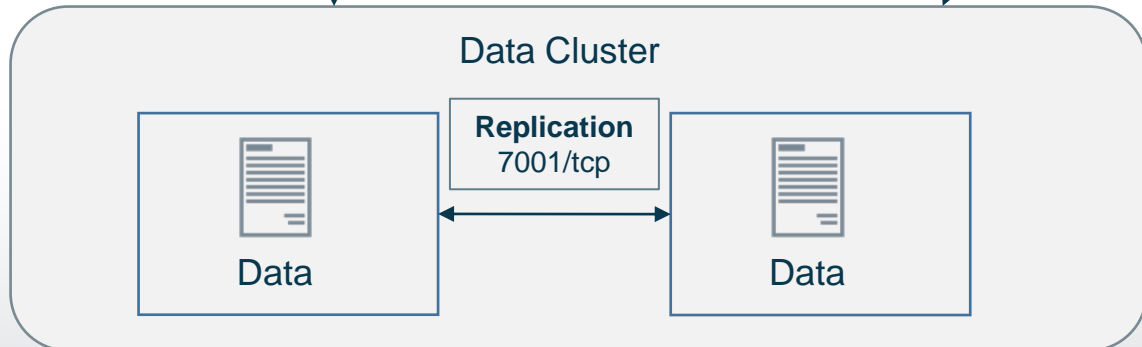 Data Cluster
Replication
7001/tcp
Data
Data